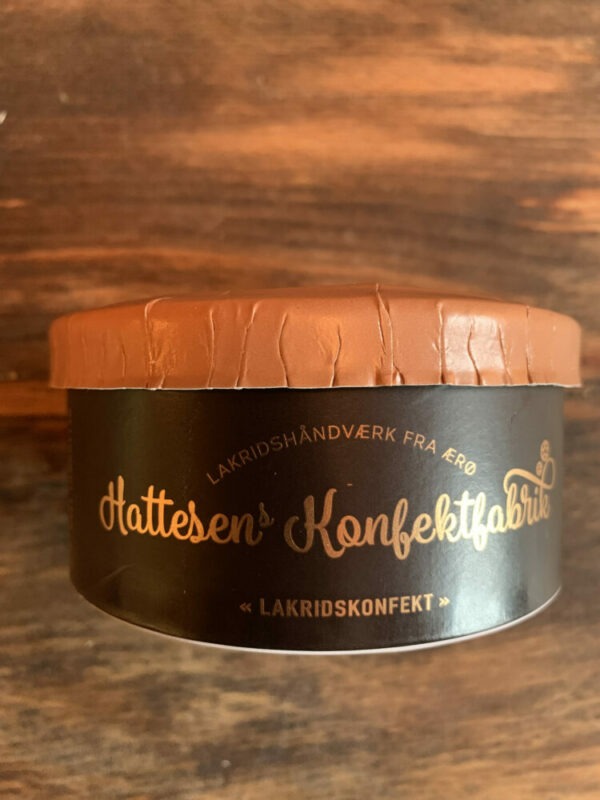 LAKRIDSHÅNDVÆRK FRA ÆRØ
Hattesens Konfektfabrik
« LAKRIDSKONFEKT »